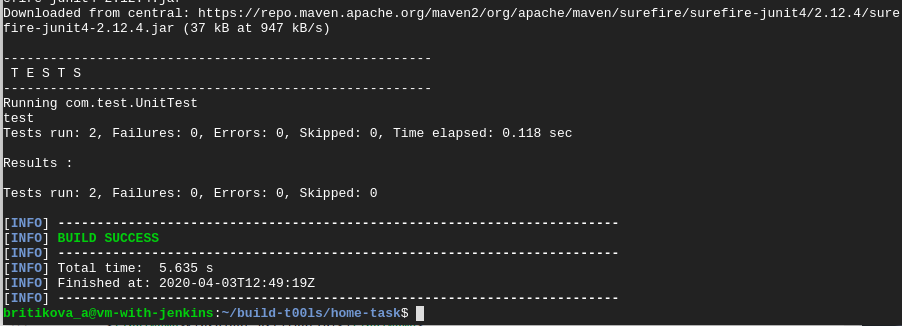 Downloaded from central: https://repo.maven.apache.org/maven2/org/apache/maven/surefire/surefire-junit4/2.12.4/sure
fire-junit4-2.12.4.jar (37 kB at 947 kB/s)
-------------------------------------------------------
T E S T S
-------------------------------------------------------
Running com.test.UnitTest
test
Tests run: 2, Failures: 0, Errors: 0, Skipped: 0, Time elapsed: 0.118 sec
Results :
Tests run: 2, Failures: 0, Errors: 0, Skipped: 0
[INFO] ------------------------------------------------------------------------
[INFO] BUILD SUCCESS
[INFO] ------------------------------------------------------------------------
[INFO] Total time:  5.635 s
[INFO] Finished at: 2020-04-03T12:49:19Z
[INFO] ------------------------------------------------------------------------
britikova_a@vm-with-jenkins:~/build-t00ls/home-task$